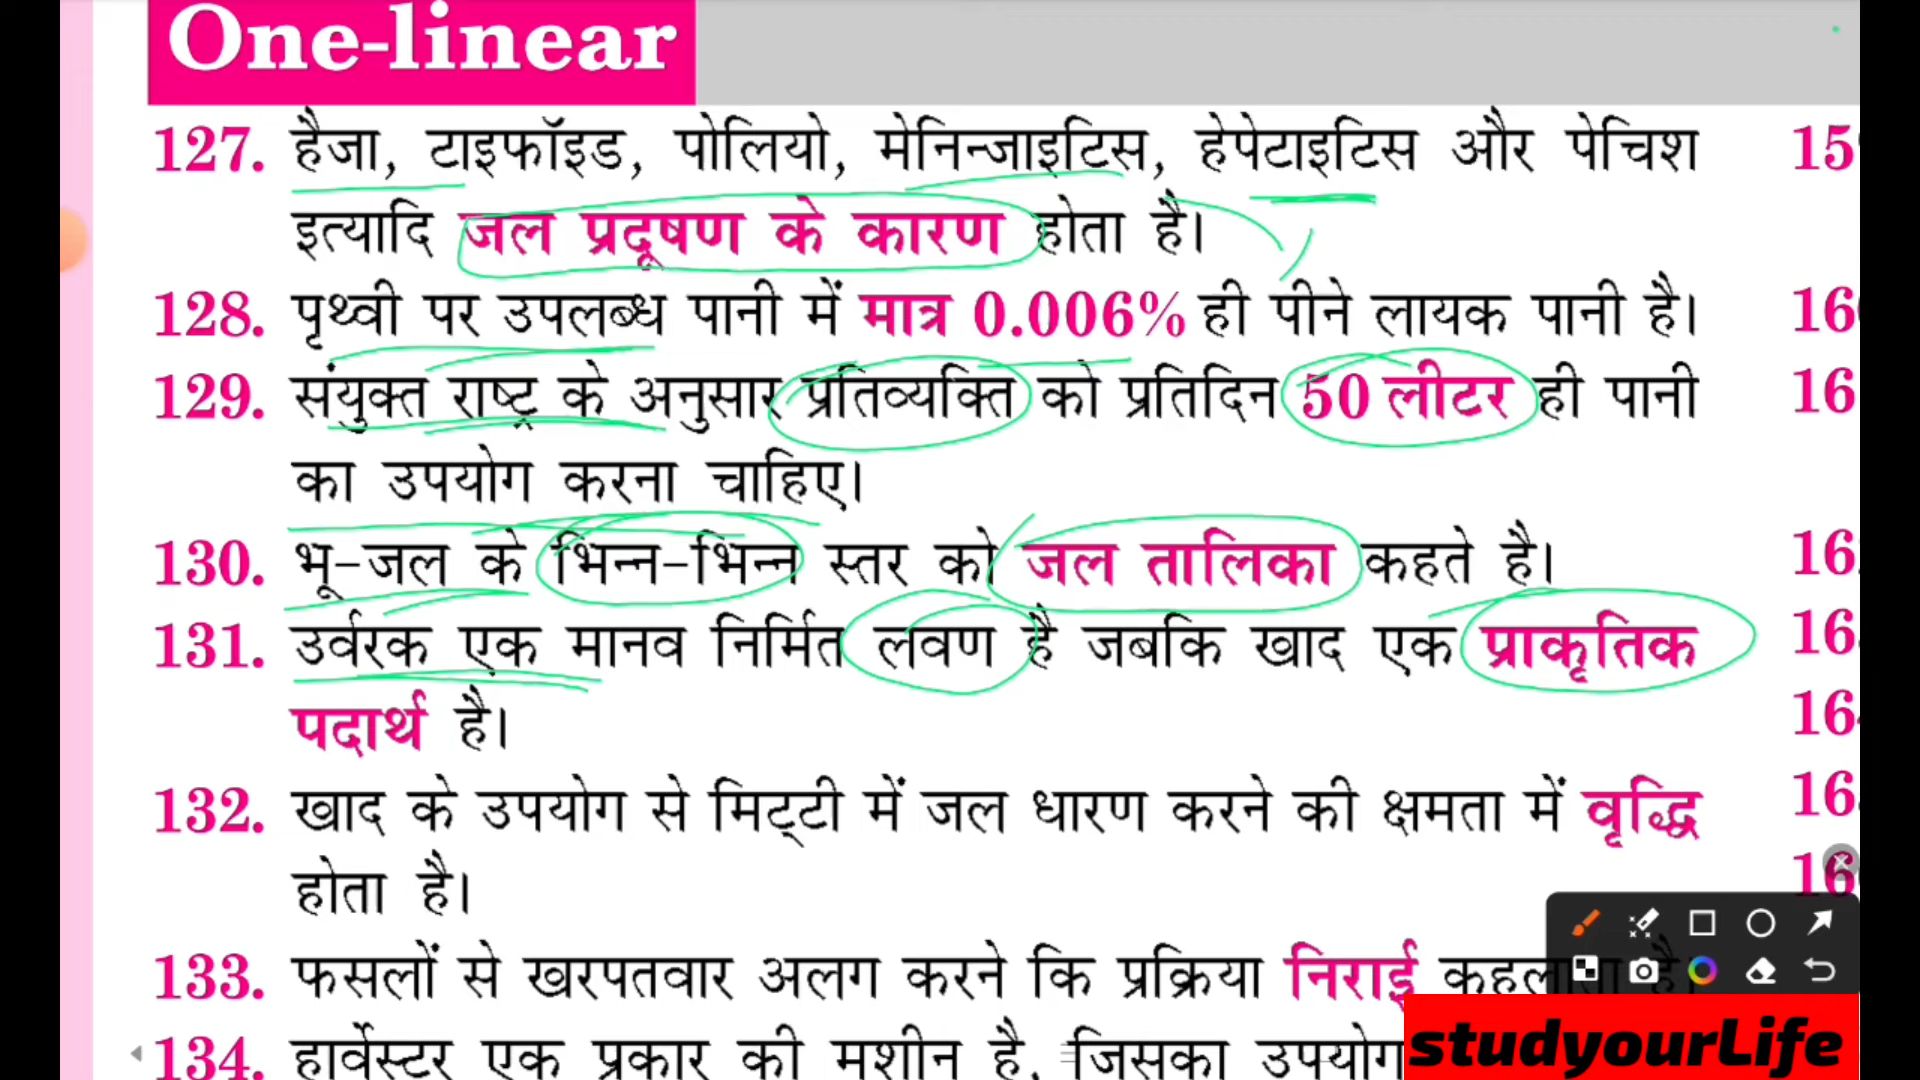 One-linear
127. हैजा, टाइफॉइड, पोलियो, मेनिन्जाइटिस, हेपेटाइटिस और पेचिश
इत्यादि जल प्रदूषण के कारण होता है।
128. पृथ्वी पर उपलब्ध पानी में मात्र 0.006% ही पीने लायक पानी है।
129. संयुक्त राष्ट्र के अनुसार प्रतिव्यक्ति को प्रतिदिन 50 लीटर ही पानी
का उपयोग करना चाहिए।
130. भू-जल के भिन्न-भिन्न स्तर को जल तालिका कहते है।
131. उर्वरक एक मानव निर्मित लवण है जबकि खाद एक प्राकृतिक
पदार्थ है।
132. खाद के उपयोग से मिट्टी में जल धारण करने की क्षमता में वृद्धि
होता है।
133. फसलों से खरपतवार अलग करने कि प्रक्रिया निराई
134. हार्वेस्टर एक प्रकार की मशीन है, जिसका उपयोग
studyourLife